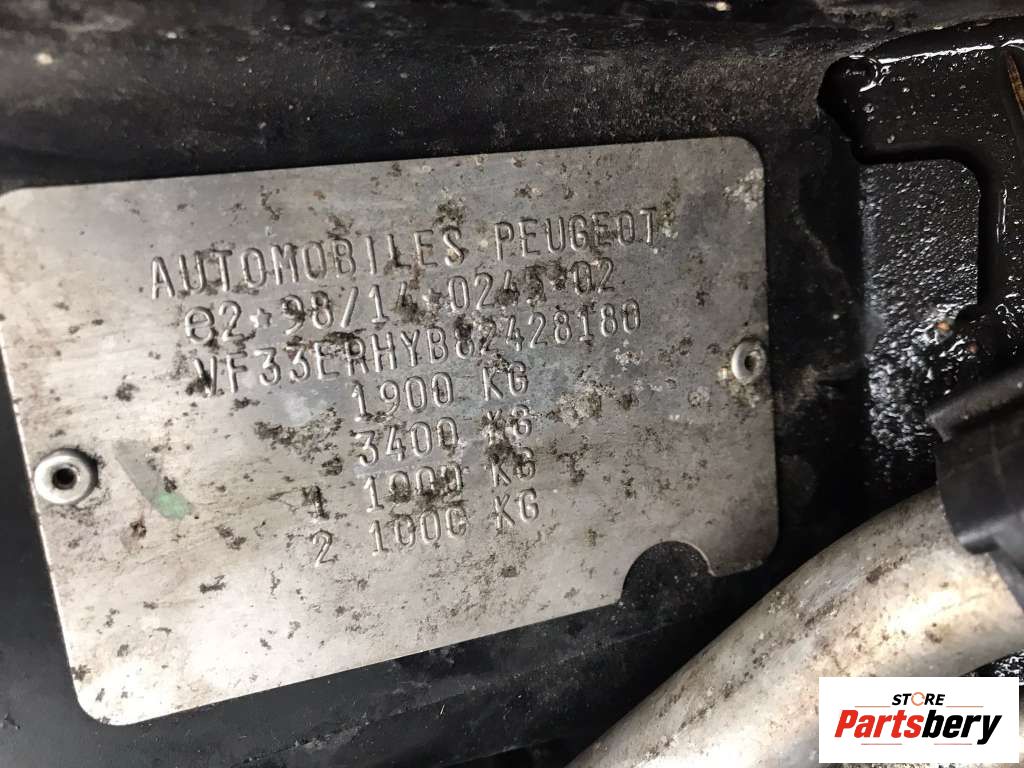 AUTOMOBILES PEUGEOT
e2*98/14*0245*02
VF33ERHYB82428180
1900 KG
3400 KG
1 1000 KG
2 1000 KG
STORE
Partsbery